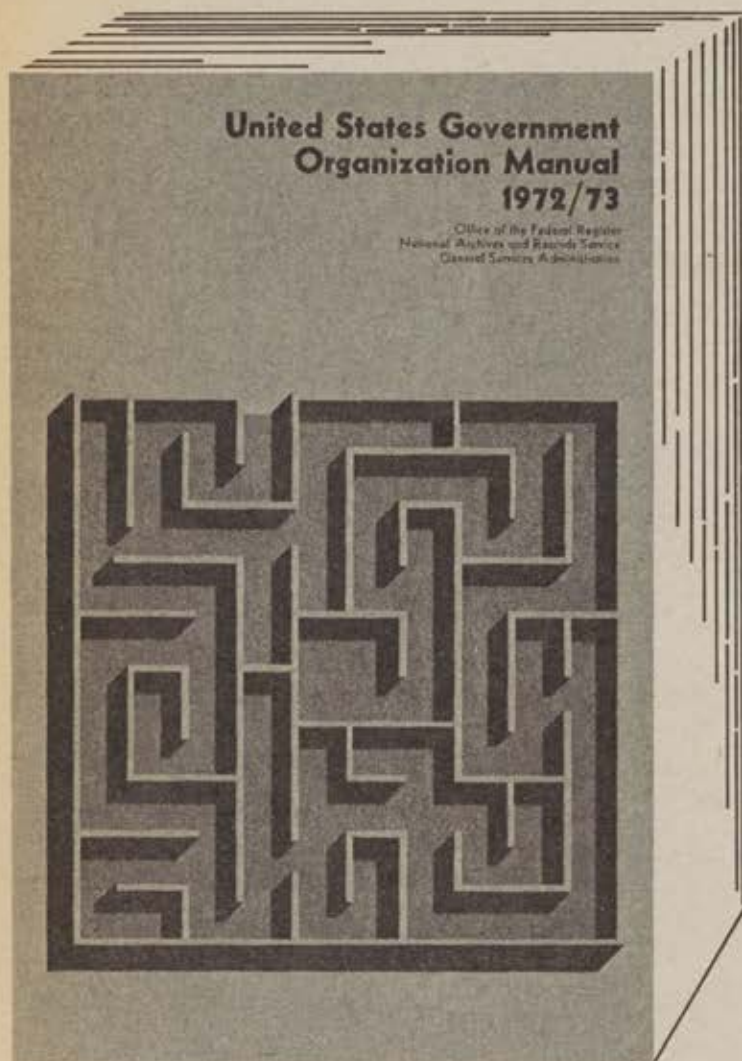 United States Government
Organization Manual
1972/73
Office of the Federal Register
National Archives and Records Service
General Services Administration